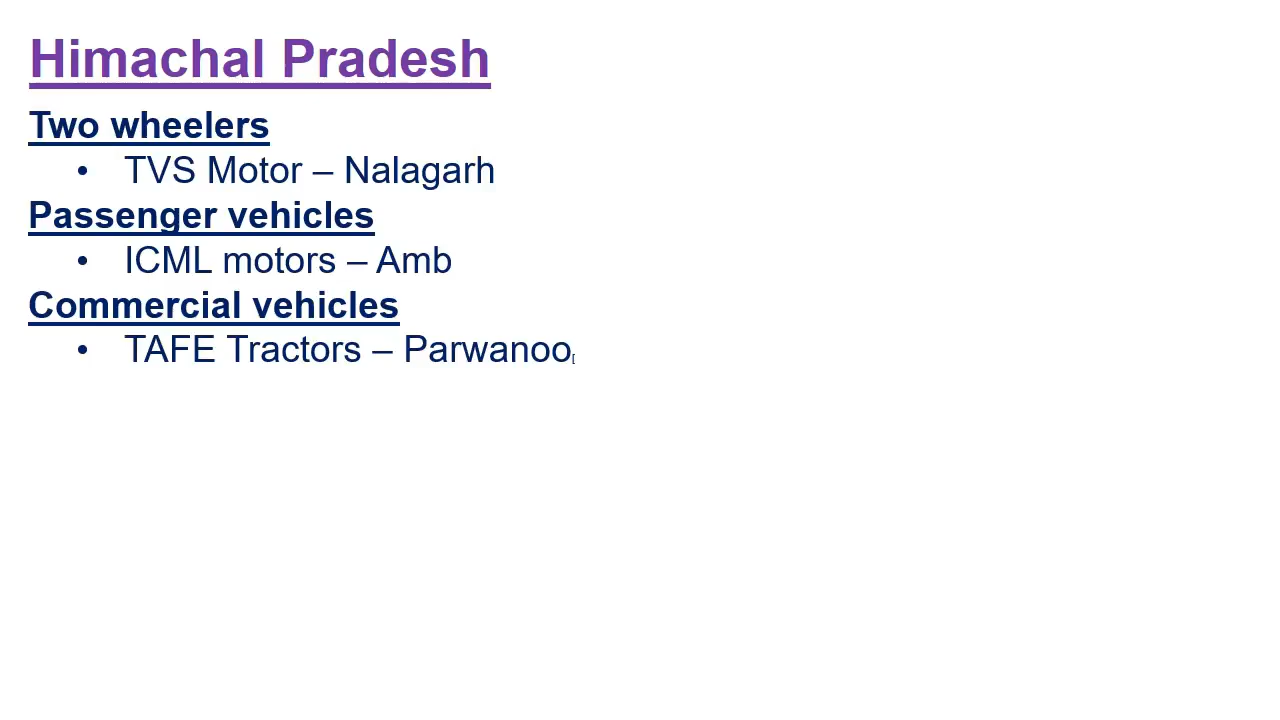 Himachal Pradesh
Two wheelers
• TVS Motor – Nalagarh
Passenger vehicles
• ICML motors – Amb
Commercial vehicles
• TAFE Tractors – Parwanoo[